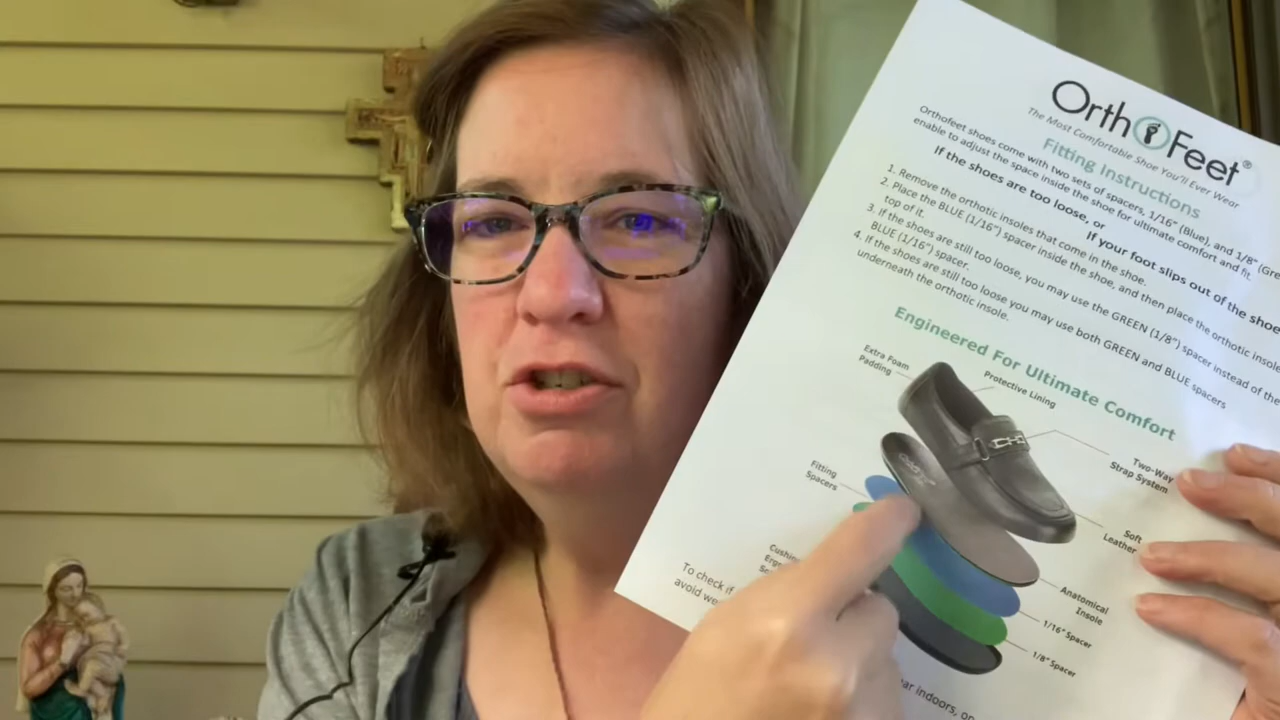 OrthoFeet®
The Most Comfortable Shoe You'll Ever Wear
Fitting Instructions
Orthofeet shoes come with two sets of spacers, 1/16" (Blue), and 1/8"
enable to adjust the space inside the shoe for ultimate comfort and fit.
If the shoes are too loose, or
If your foot slips out of the shoe
1. Remove the orthotic insoles that come in the shoe.
2. Place the BLUE (1/16") spacer inside the shoe, and then place the orthotic insole
top of it.
3. If the shoes are still too loose, you may use the GREEN (1/8") spacer instead of the
BLUE (1/16") spacer.
4. If the shoes are still too loose you may use both GREEN and BLUE spacers
underneath the orthotic insole.
Engineered For Ultimate Comfort
Extra Foam
Padding
Protective Lining
Two-Way
Strap System
Fitting
Spacers
Soft
Leather
Anatomical
Insole
1/16" Spacer
1/8" Spacer
To check if
avoid
indoors,